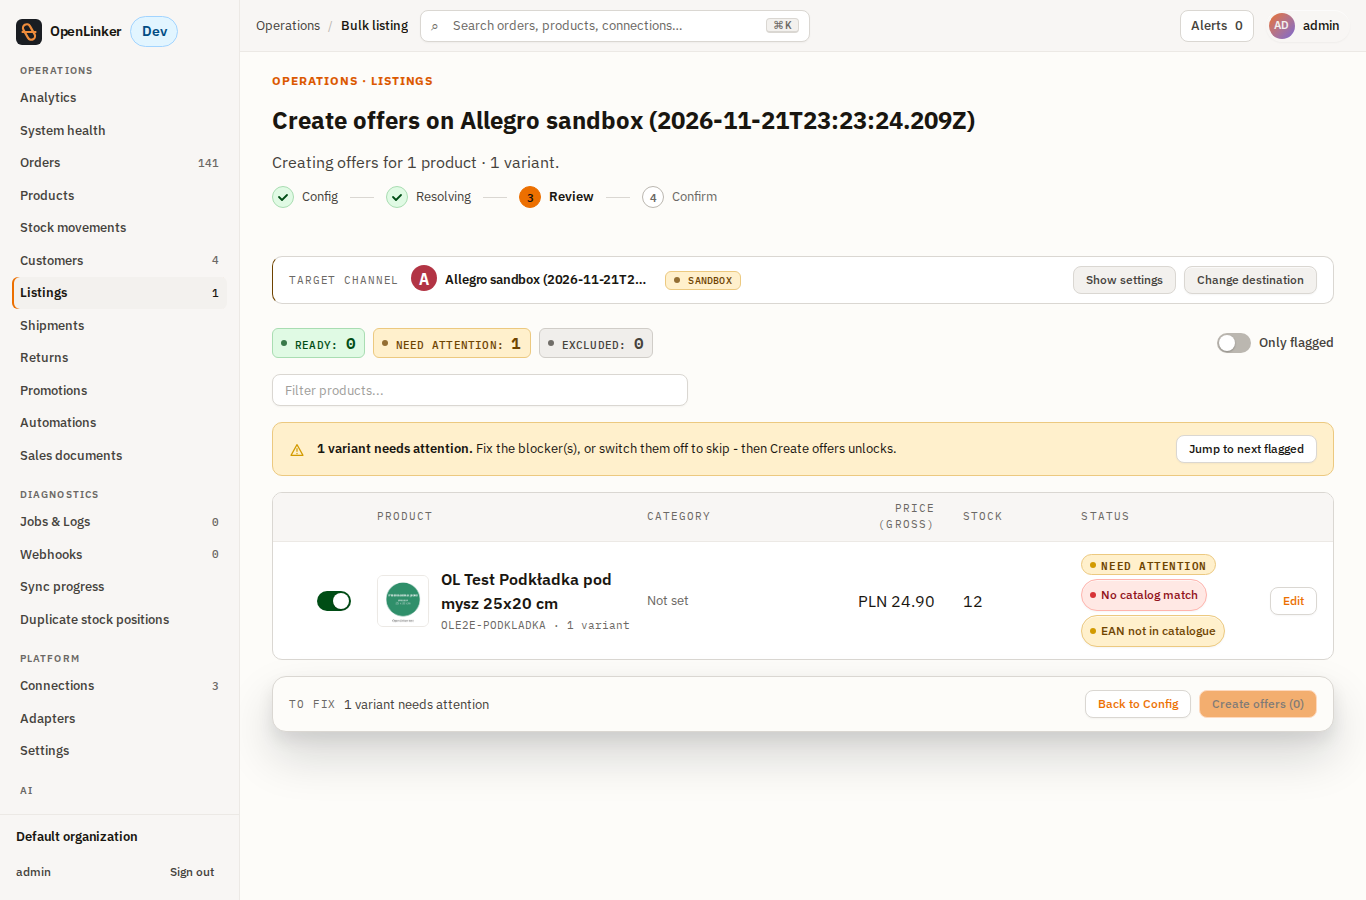 OpenLinker Dev
OPERATIONS
Analytics
System health
Orders 141
Products
Stock movements
Customers 4
Listings 1
Shipments
Returns
Promotions
Automations
Sales documents
DIAGNOSTICS
Jobs & Logs 0
Webhooks 0
Sync progress
Duplicate stock positions
PLATFORM
Connections 3
Adapters
Settings
AI
Default organization
admin Sign out
Operations / Bulk listing
Search orders, products, connections... ⌘K
Alerts 0
AD admin
OPERATIONS · LISTINGS
Create offers on Allegro sandbox (2026-11-21T23:23:24.209Z)
Creating offers for 1 product · 1 variant.
Config
Resolving
3 Review
4 Confirm
TARGET CHANNEL A Allegro sandbox (2026-11-21T2... SANDBOX
Show settings Change destination
READY: 0 NEED ATTENTION: 1 EXCLUDED: 0
Only flagged
Filter products...
1 variant needs attention. Fix the blocker(s), or switch them off to skip - then Create offers unlocks.
Jump to next flagged
PRODUCT CATEGORY PRICE (GROSS) STOCK STATUS
OL Test Podkładka pod
mysz 25x20 cm
OLE2E-PODKLADKA · 1 variant
Not set
PLN 24.90
12
NEED ATTENTION
No catalog match
EAN not in catalogue
Edit
TO FIX 1 variant needs attention
Back to Config Create offers (0)